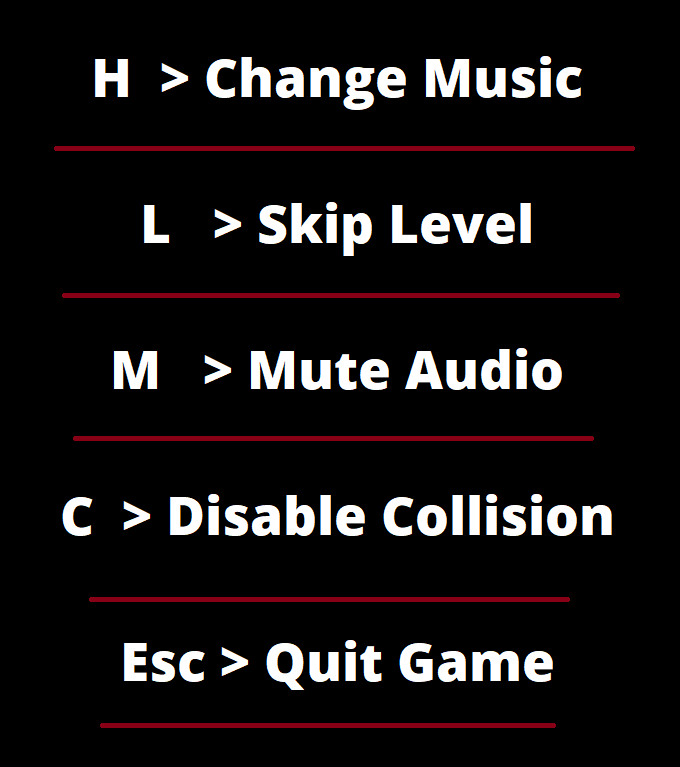 H > Change Music
L > Skip Level
M > Mute Audio
C > Disable Collision
Esc > Quit Game